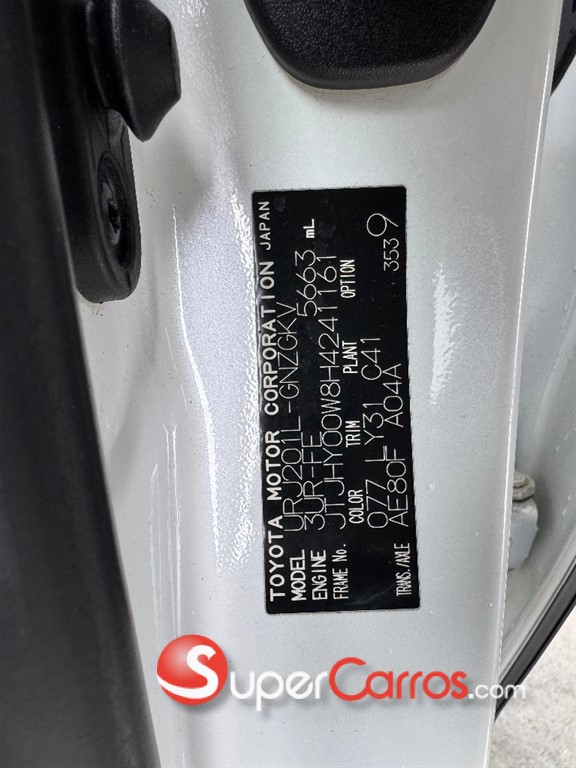 TOYOTA MOTOR CORPORATION JAPAN
MODEL URJ201L-GNZGKV
ENGINE 3UR-FE 5663 mL
FRAME No. JTJHY00W8H4241161
COLOR TRIM PLANT OPTION
077 LY31 C41
TRANS./AXLE AE80F A04A 3539
SuperCarros.com